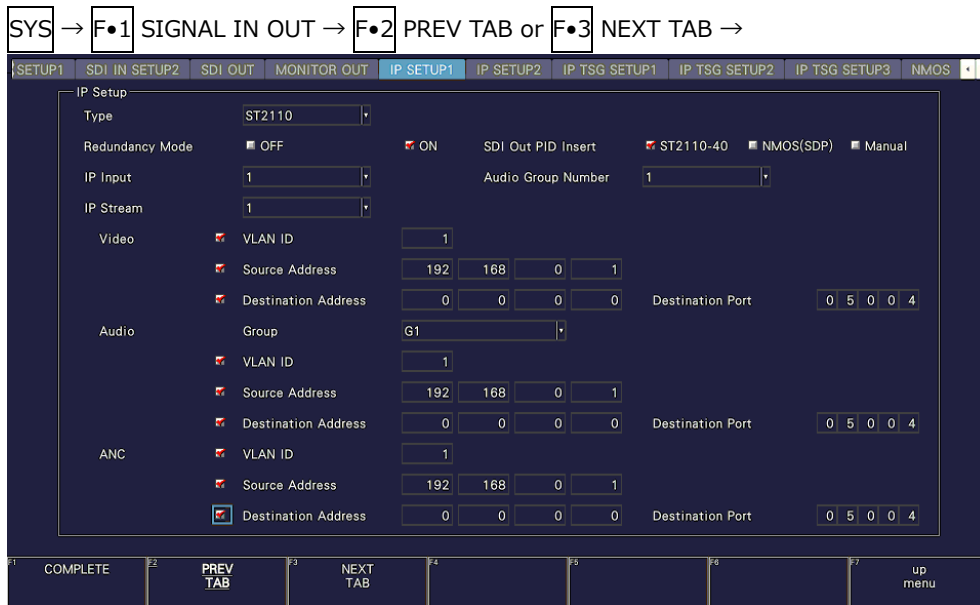 SYS → F•1 SIGNAL IN OUT → F•2 PREV TAB or F•3 NEXT TAB →
SETUP1 SDI IN SETUP2 SDI OUT MONITOR OUT IP SETUP1 IP SETUP2 IP TSG SETUP1 IP TSG SETUP2 IP TSG SETUP3 NMOS
IP Setup
Type ST2110
Redundancy Mode OFF ON SDI Out PID Insert ST2110-40 NMOS(SDP) Manual
IP Input 1 Audio Group Number 1
IP Stream 1
Video VLAN ID 1
Source Address 192 168 0 1
Destination Address 0 0 0 0 Destination Port 0 5 0 0 4
Audio Group G1
VLAN ID 1
Source Address 192 168 0 1
Destination Address 0 0 0 0 Destination Port 0 5 0 0 4
ANC VLAN ID 1
Source Address 192 168 0 1
Destination Address 0 0 0 0 Destination Port 0 5 0 0 4
F1 COMPLETE F2 PREV TAB F3 NEXT TAB F4 F5 F6 F7 up menu